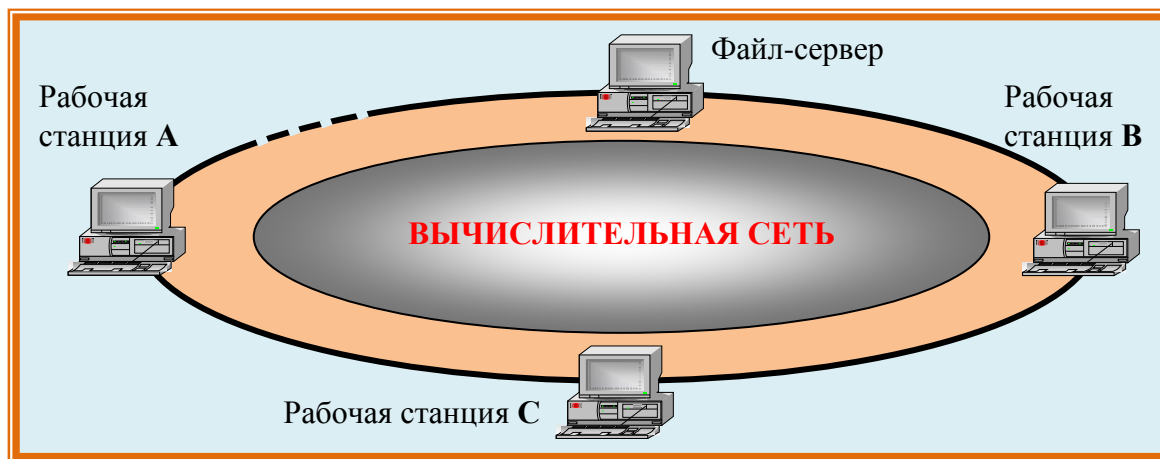 Файл-сервер
Рабочая
станция А
Рабочая
станция В
ВЫЧИСЛИТЕЛЬНАЯ СЕТЬ
Рабочая станция С